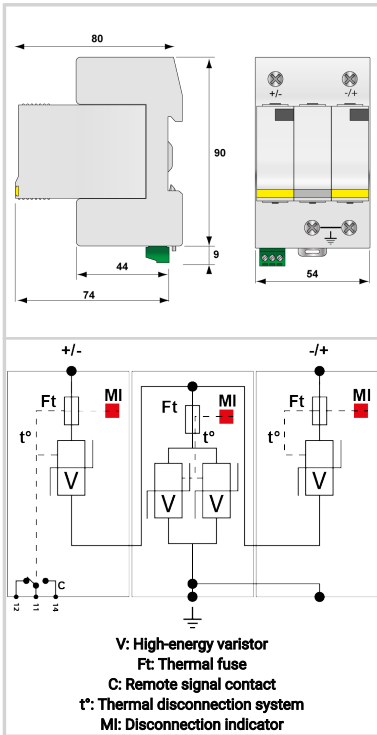 80
+/-
-/+
90
9
44
74
54
+/-
-/+
Ft
MI
Ft
MI
Ft
MI
t°
t°
t°
V
V
V
V
C
12
11
14
V: High-energy varistor
Ft: Thermal fuse
C: Remote signal contact
t°: Thermal disconnection system
MI: Disconnection indicator